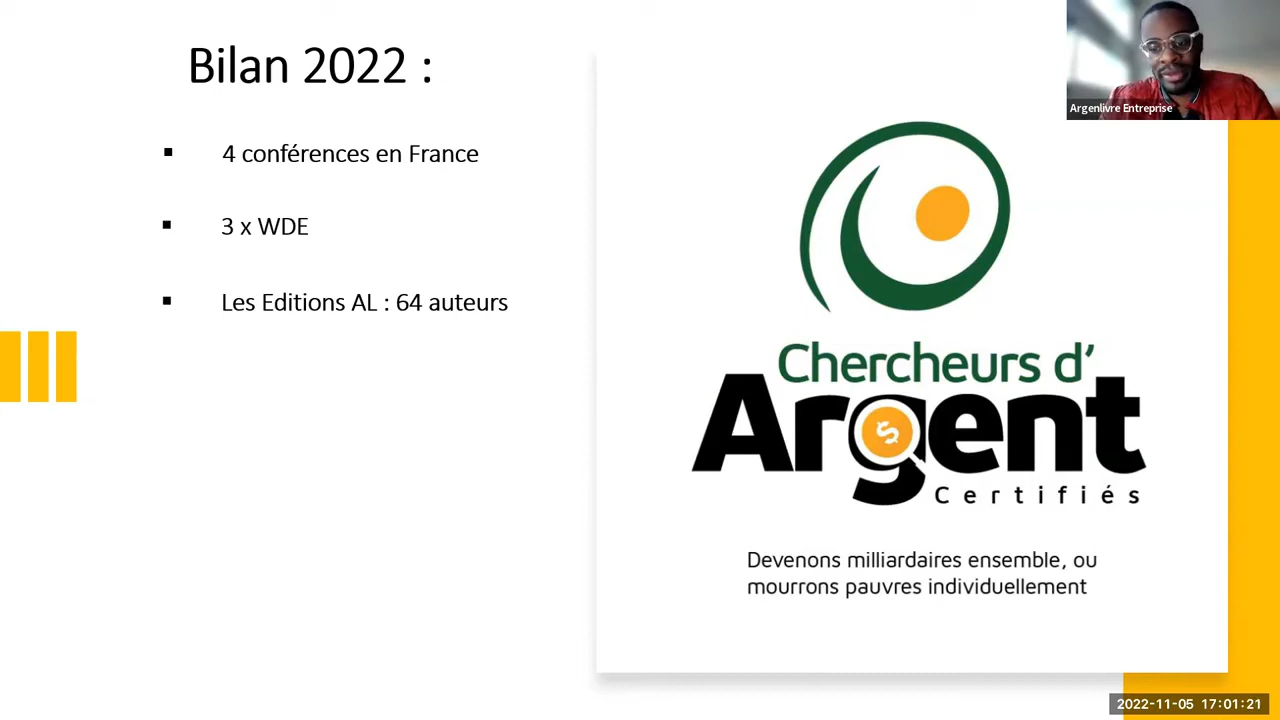 Bilan 2022 :
▪ 4 conférences en France
▪ 3 x WDE
▪ Les Editions AL : 64 auteurs
Argenlivre Entreprise
Chercheurs d'
Argent
$
Certifiés
Devenons milliardaires ensemble, ou
mourrons pauvres individuellement
2022-11-05 17:01:21